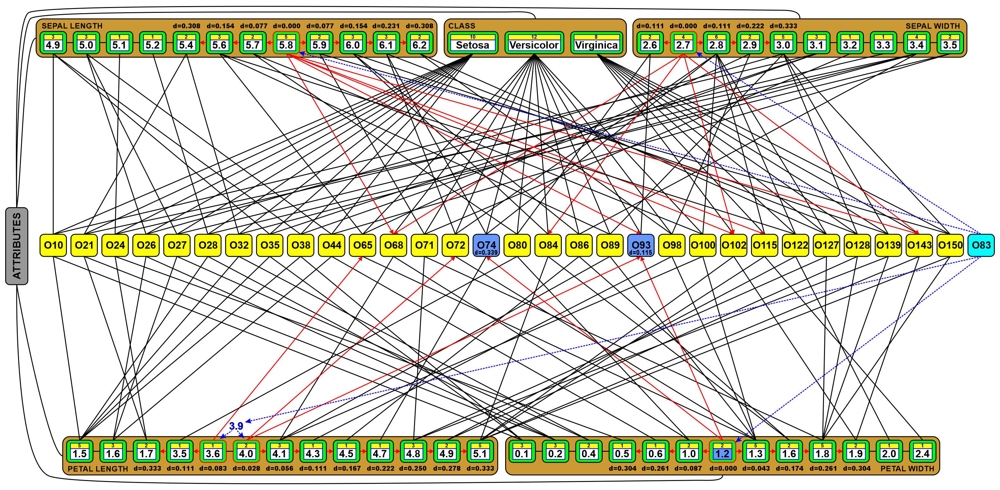 SEPAL LENGTH d=0.308 d=0.154 d=0.077 d=0.000 d=0.077 d=0.154 d=0.231 d=0.308
3 3 1 1 2 3 2 5 2 3 3 2
4.9 5.0 5.1 5.2 5.4 5.6 5.7 5.8 5.9 6.0 6.1 6.2
CLASS
10 12 8
Setosa Versicolor Virginica
d=0.111 d=0.000 d=0.111 d=0.222 d=0.333 SEPAL WIDTH
2 4 6 2 5 3 1 1 4 2
2.6 2.7 2.8 2.9 3.0 3.1 3.2 3.3 3.4 3.5
ATTRIBUTES
O10 O21 O24 O26 O27 O28 O32 O35 O38 O44 O65 O68 O71 O72 O74 O80 O84 O86 O89 O93 O98 O100 O102 O115 O122 O127 O128 O139 O143 O150 O83
d=0.339 d=0.115
3.9
5 3 2 1 1 2 3 1 1 1 3 2 5
1.5 1.6 1.7 3.5 3.6 4.0 4.1 4.3 4.5 4.7 4.8 4.9 5.1
PETAL LENGTH d=0.333 d=0.111 d=0.083 d=0.028 d=0.056 d=0.111 d=0.167 d=0.222 d=0.250 d=0.278 d=0.333
3 3 2 1 1 2 2 5 2 5 2 1 1
0.1 0.2 0.4 0.5 0.6 1.0 1.2 1.3 1.6 1.8 1.9 2.0 2.4
d=0.304 d=0.261 d=0.087 d=0.000 d=0.043 d=0.174 d=0.261 d=0.304 PETAL WIDTH